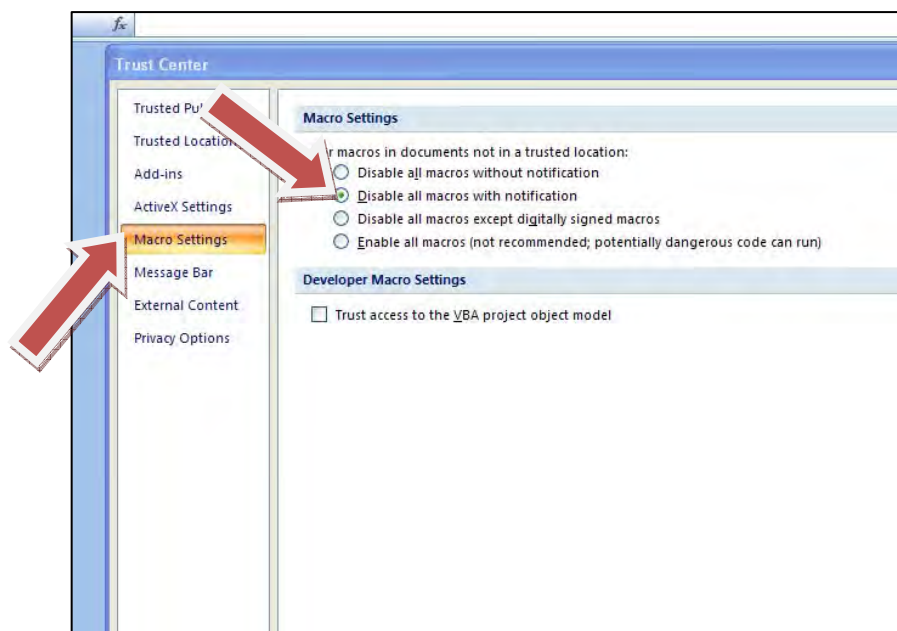 fx
Trust Center
Trusted
Trusted
Add-ins
ActiveX Settings
Macro Settings
Message Bar
External Content
Privacy Options
Macro Settings
macros in documents not in a trusted location:
Disable all macros without notification
Disable all macros with notification
Disable all macros except digitally signed macros
Enable all macros (not recommended; potentially dangerous code can run)
Developer Macro Settings
Trust access to the VBA project object model